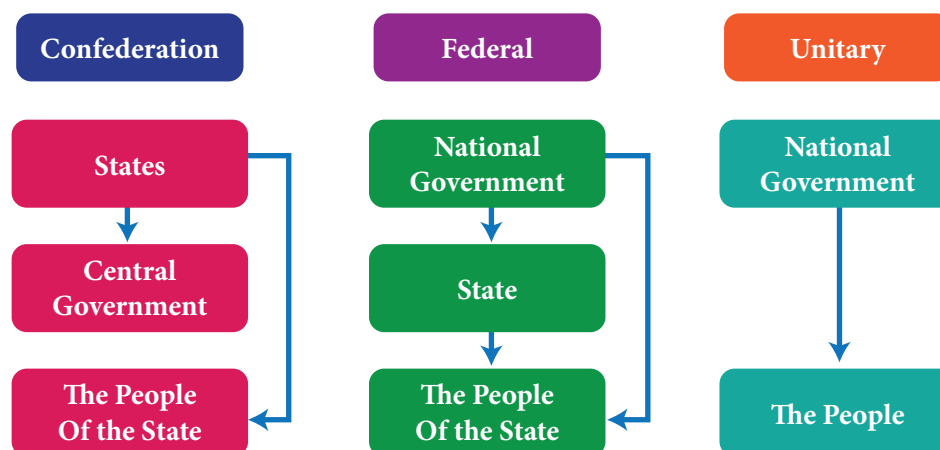 Confederation
Federal
Unitary
States
Central
Government
The People
Of the State
National
Government
State
The People
Of the State
National
Government
The People